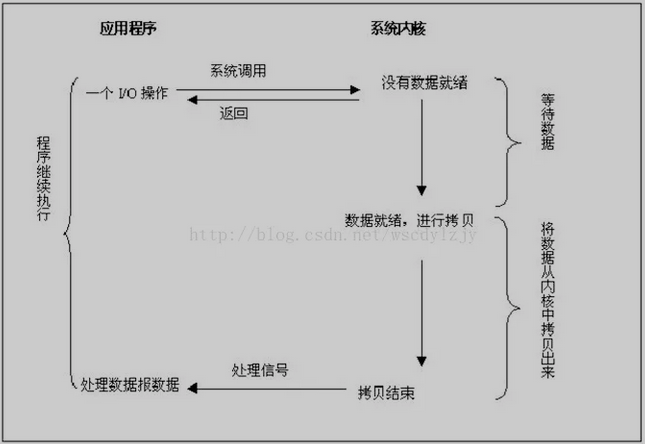 应用程序
系统内核
系统调用
一个 I/O 操作
没有数据就绪
返回
等待数据
程序继续执行
数据就绪，进行拷贝
http://blog.csdn.net/wscdylzjy
将数据从内核中拷贝出来
处理信号
处理数据报数据
拷贝结束